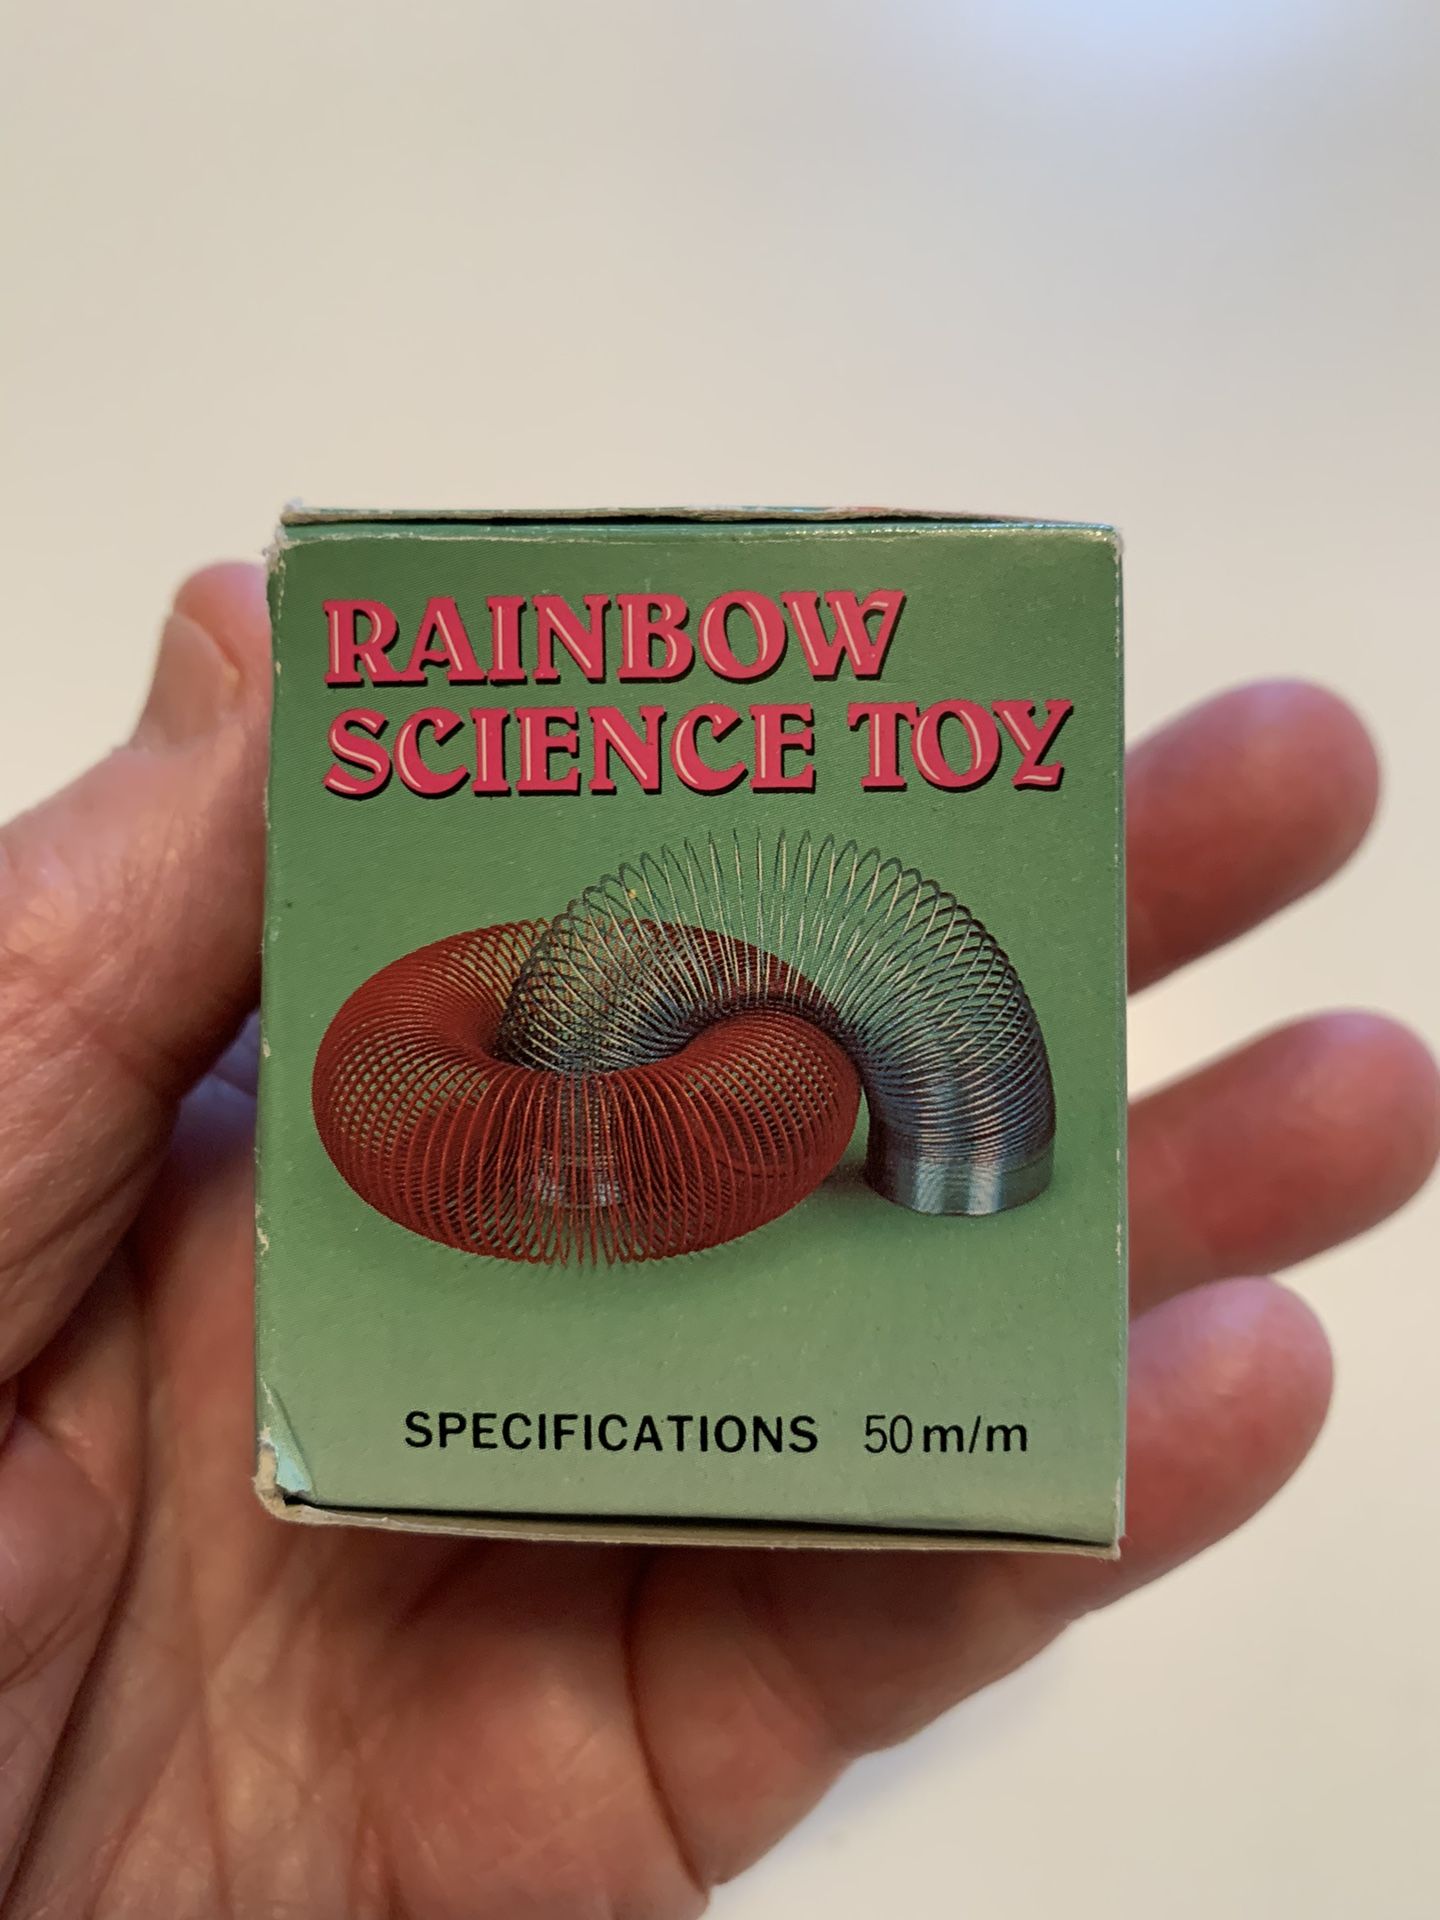 RAINBOW
SCIENCE TOY
SPECIFICATIONS 50m/m